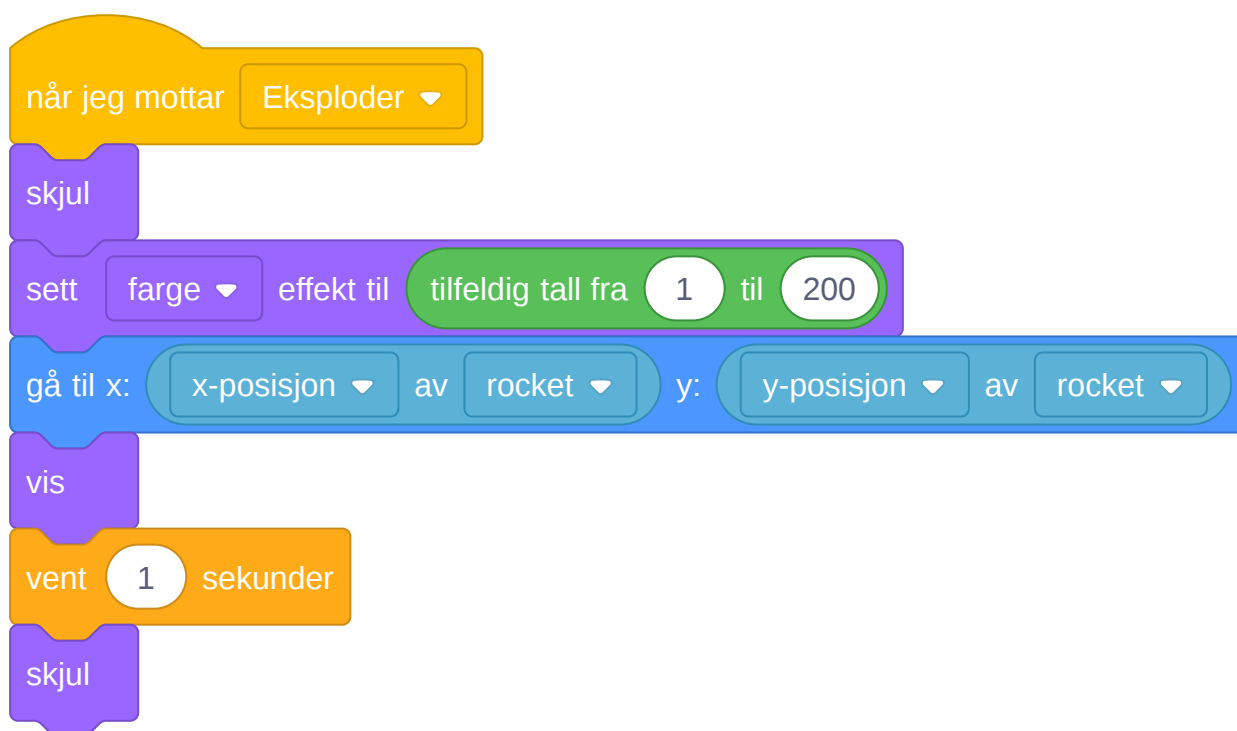 når jeg mottar Eksploder
skjul
sett farge effekt til tilfeldig tall fra 1 til 200
gå til x: x-posisjon av rocket y: y-posisjon av rocket
vis
vent 1 sekunder
skjul